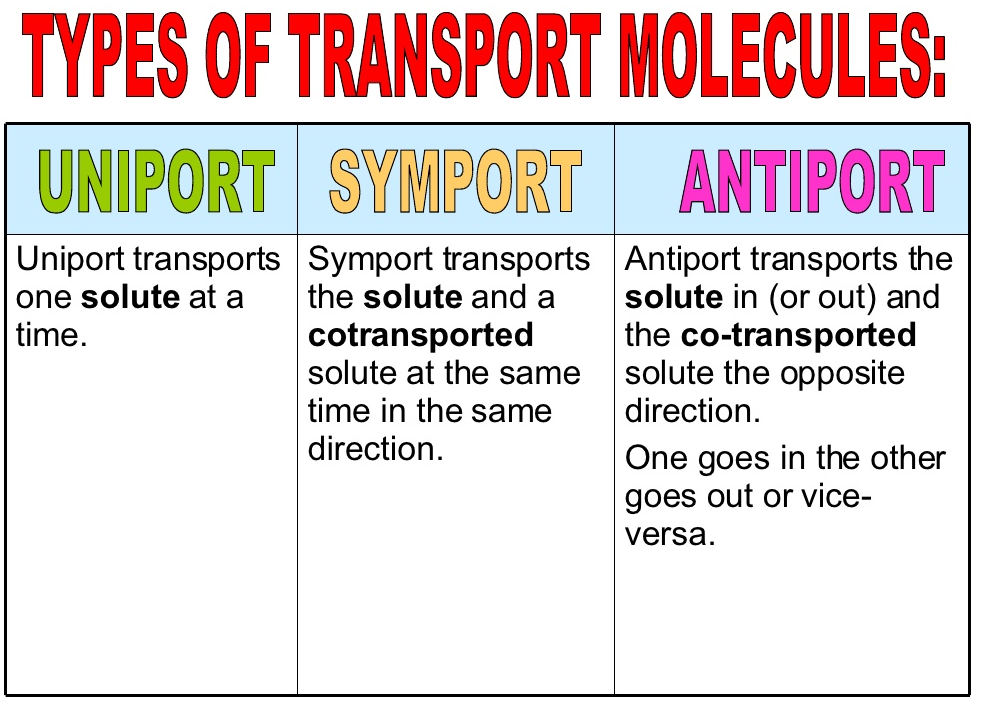 TYPES OF TRANSPORT MOLECULES:
UNIPORT
Uniport transports
one solute at a
time.
SYMPORT
Symport transports
the solute and a
cotransported
solute at the same
time in the same
direction.
ANTIPORT
Antiport transports the
solute in (or out) and
the co-transported
solute the opposite
direction.
One goes in the other
goes out or vice-
versa.